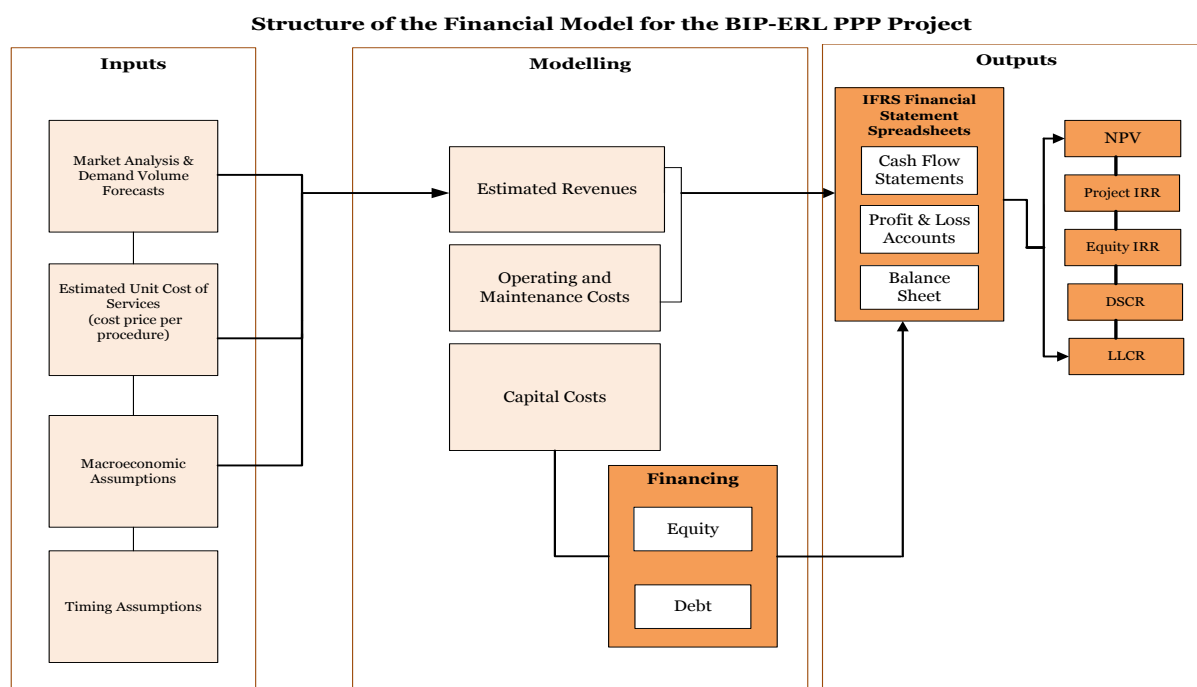 Structure of the Financial Model for the BIP-ERL PPP Project
Inputs
Market Analysis &
Demand Volume
Forecasts
Estimated Unit Cost of
Services
(cost price per
procedure)
Macroeconomic
Assumptions
Timing Assumptions
Modelling
Estimated Revenues
Operating and
Maintenance Costs
Capital Costs
Financing
Equity
Debt
Outputs
IFRS Financial
Statement
Spreadsheets
Cash Flow
Statements
Profit & Loss
Accounts
Balance
Sheet
NPV
Project IRR
Equity IRR
DSCR
LLCR